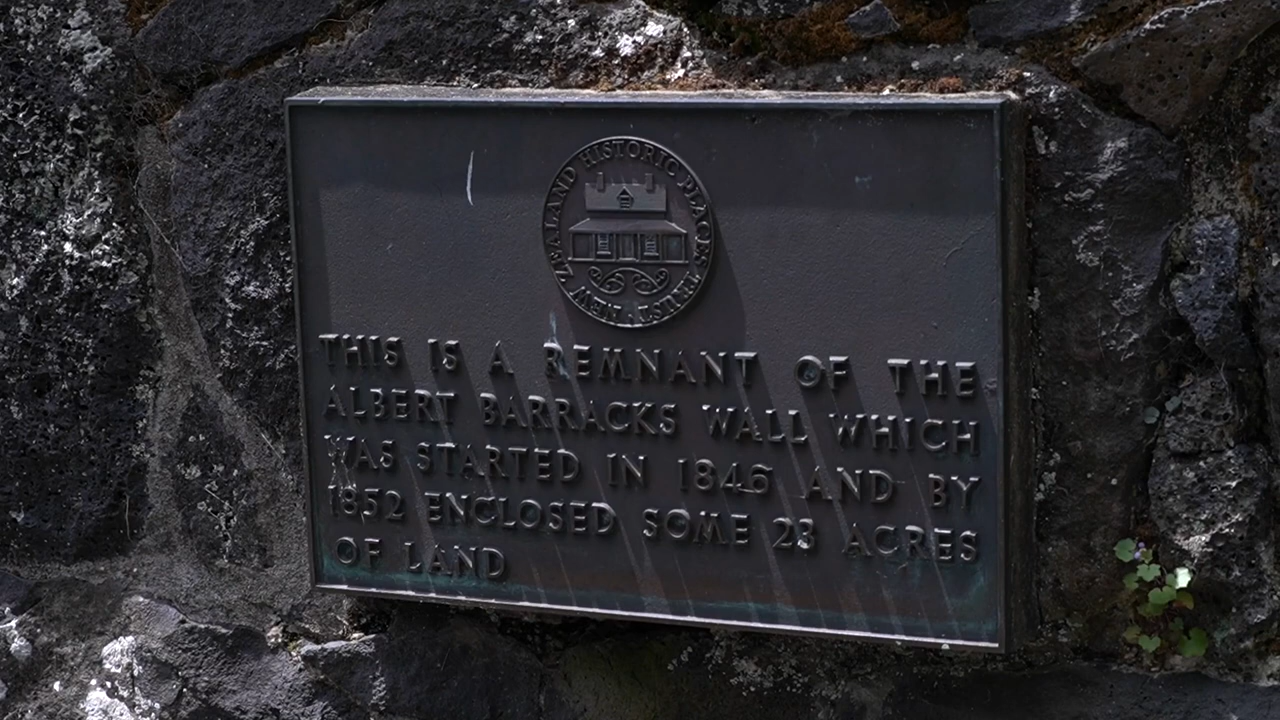 NEW ZEALAND HISTORIC PLACES TRUST
THIS IS A REMNANT OF THE
ALBERT BARRACKS WALL WHICH
WAS STARTED IN 1846 AND BY
1852 ENCLOSED SOME 23 ACRES
OF LAND